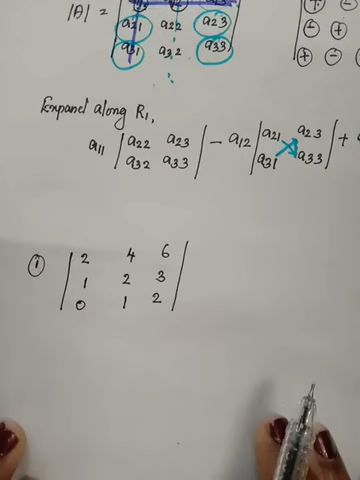 |A| =
a21 a22 a23
a31 a32 a33
+
- +
+ -
Expand along R1,
a11 | a22 a23 | - a12 | a21 a23 | +
a32 a33 a31 a33
① | 2 4 6 |
1 2 3
0 1 2